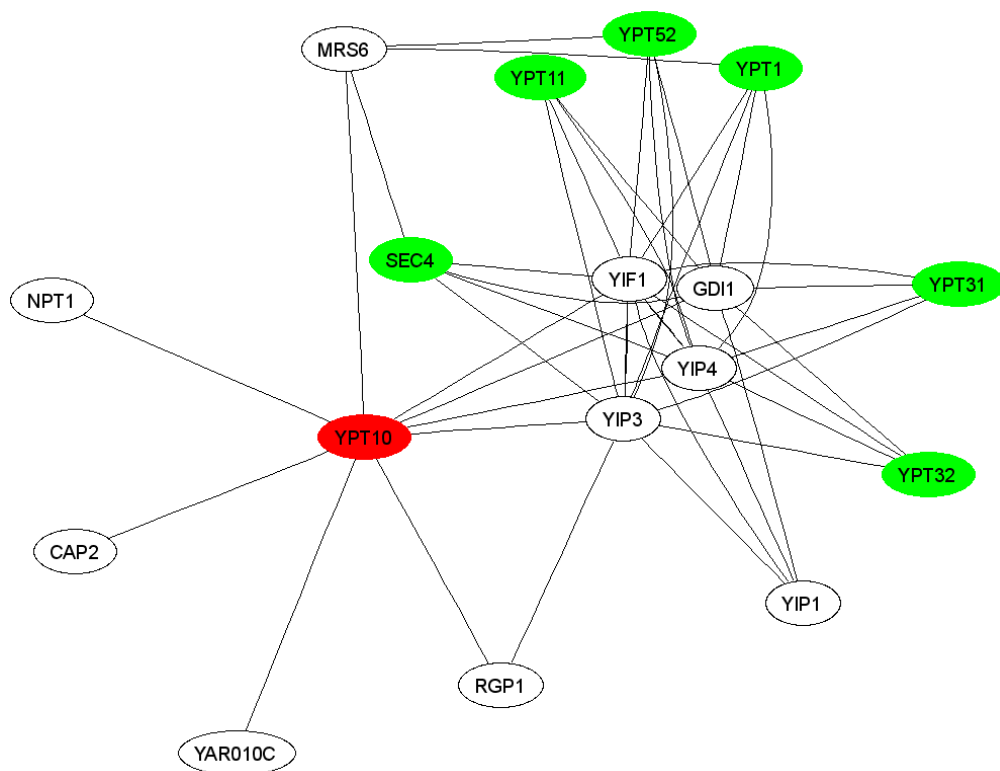 YPT52
MRS6
YPT1
YPT11
SEC4
YIF1
GDI1
YPT31
NPT1
YIP4
YIP3
YPT10
YPT32
CAP2
YIP1
RGP1
YAR010C